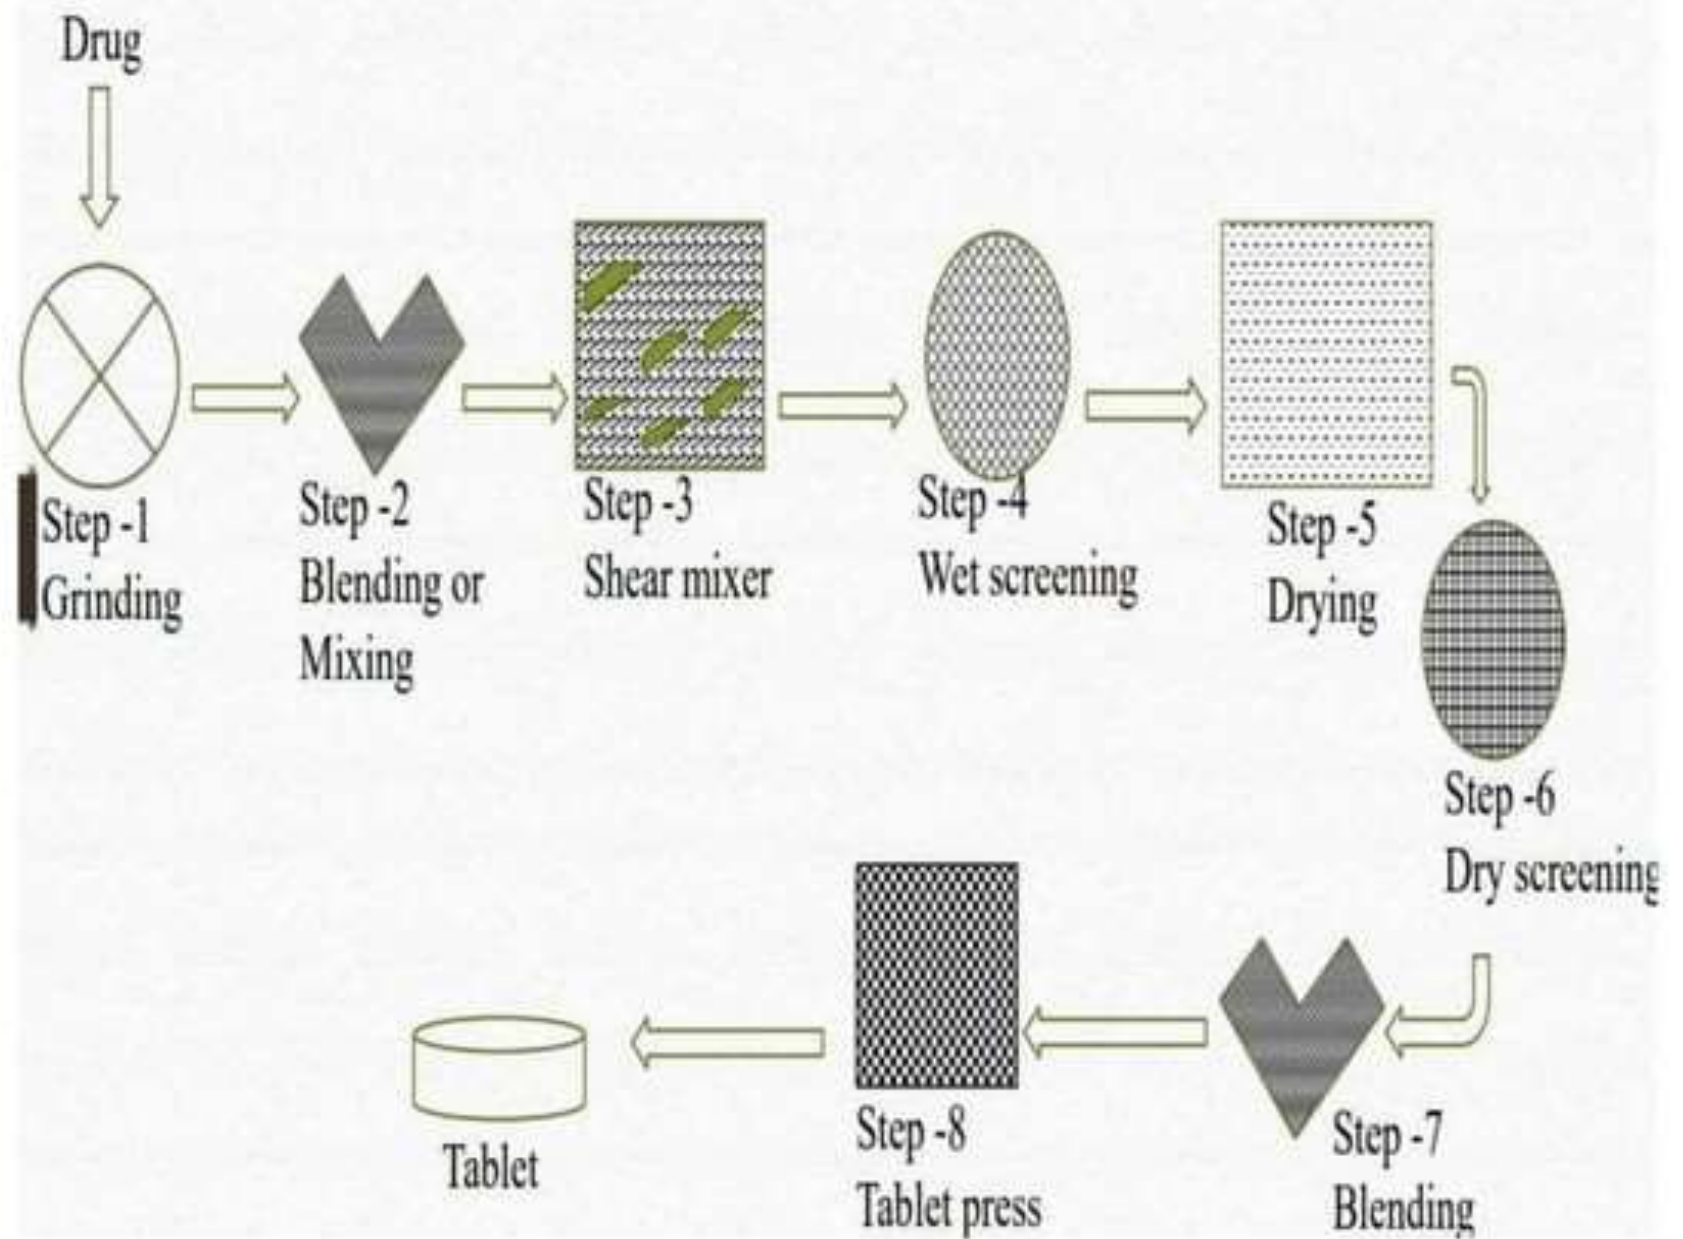 Drug
Step -1
Grinding
Step -2
Blending or
Mixing
Step -3
Shear mixer
Step -4
Wet screening
Step -5
Drying
Step -6
Dry screening
Step -7
Blending
Step -8
Tablet press
Tablet